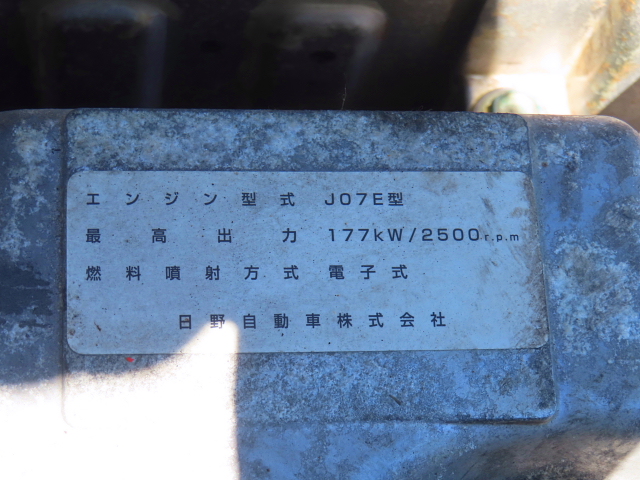 エンジン型式 J07E型
最高出力 177kW/2500r.p.m
燃料噴射方式 電子式
日野自動車株式会社